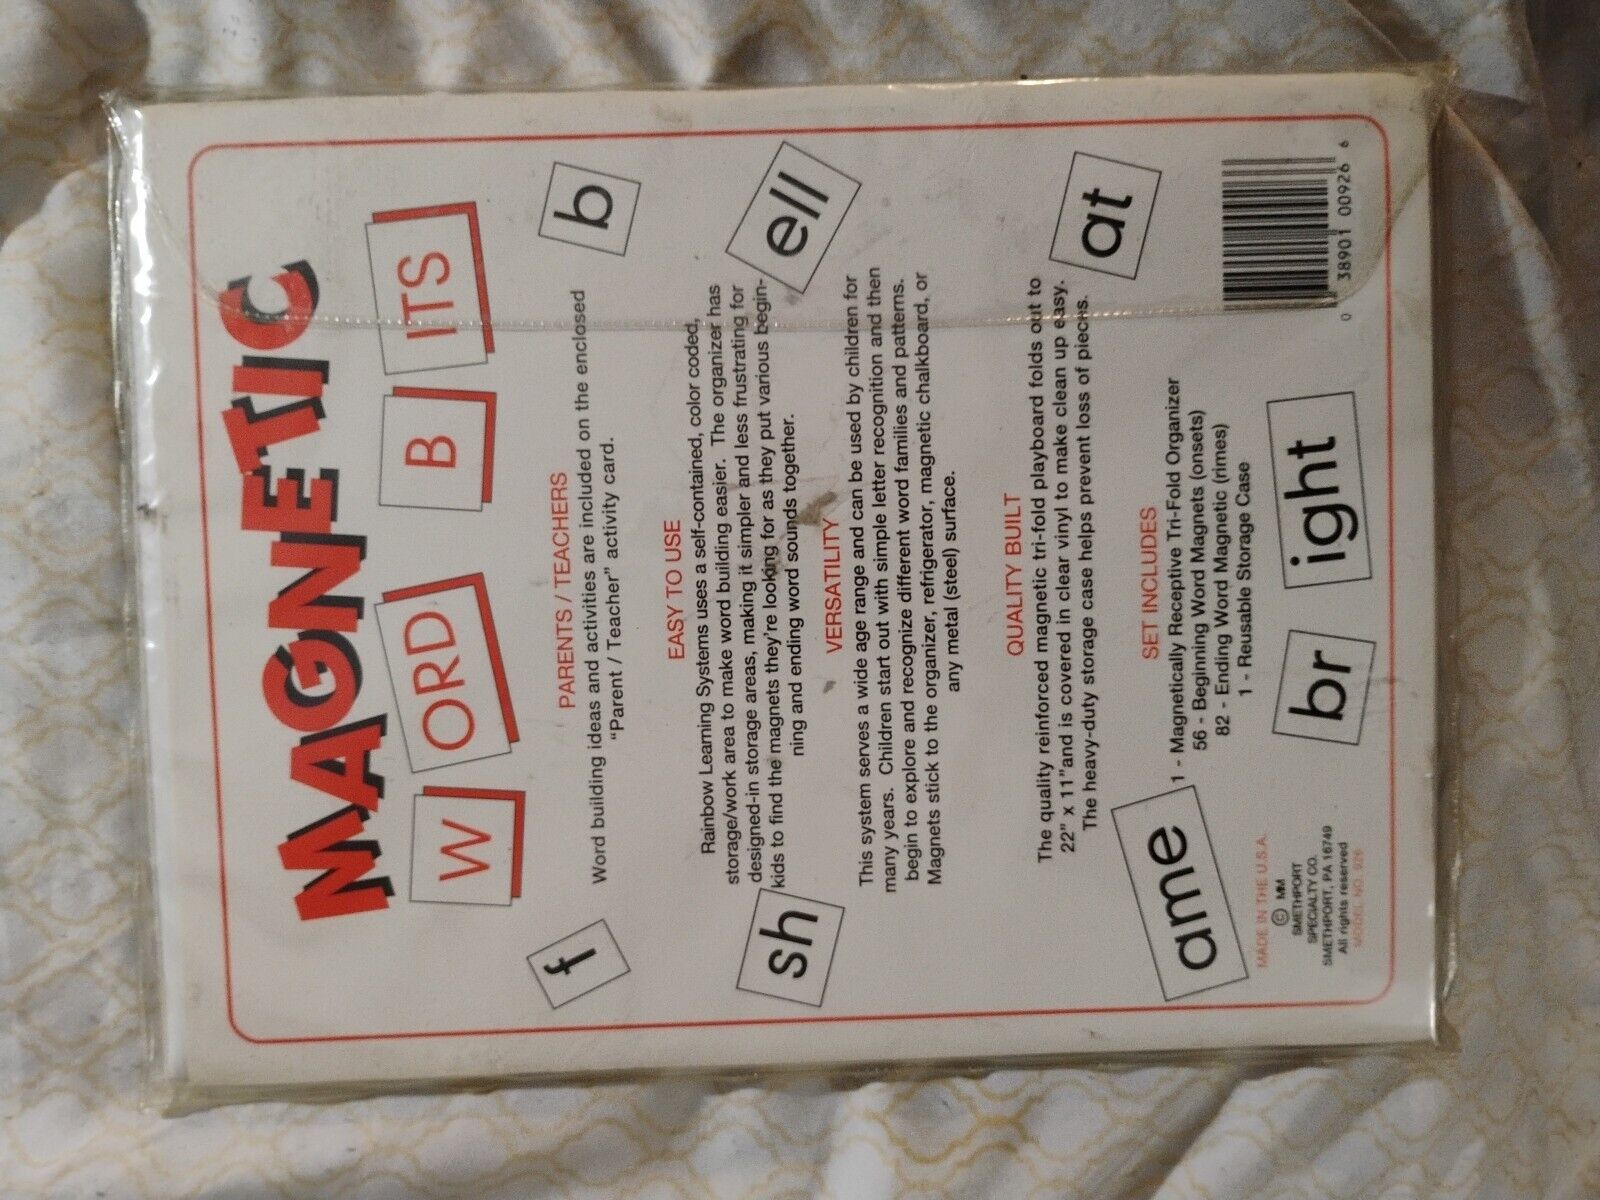 MAGNETIC
W ORD B ITS
f
b
PARENTS / TEACHERS
Word building ideas and activities are included on the enclosed
“Parent / Teacher” activity card.
EASY TO USE
Rainbow Learning Systems uses a self-contained, color coded,
storage/work area to make word building easier. The organizer has
designed-in storage areas, making it simpler and less frustrating for
kids to find the magnets they're looking for as they put various begin-
ning and ending word sounds together.
sh
ell
VERSATILITY
This system serves a wide age range and can be used by children for
many years. Children start out with simple letter recognition and then
begin to explore and recognize different word families and patterns.
Magnets stick to the organizer, refrigerator, magnetic chalkboard, or
any metal (steel) surface.
QUALITY BUILT
The quality reinforced magnetic tri-fold playboard folds out to
22" x 11"and is covered in clear vinyl to make clean up easy.
The heavy-duty storage case helps prevent loss of pieces.
at
ame
SET INCLUDES
1 - Magnetically Receptive Tri-Fold Organizer
56 - Beginning Word Magnets (onsets)
82 - Ending Word Magnetic (rimes)
1 - Reusable Storage Case
br
ight
MADE IN THE U.S.A.
© MM
SMETHPORT
SPECIALTY CO.
SMETHPORT, PA 16749
All rights reserved
MODEL NO. 926
0 38901 00926 6